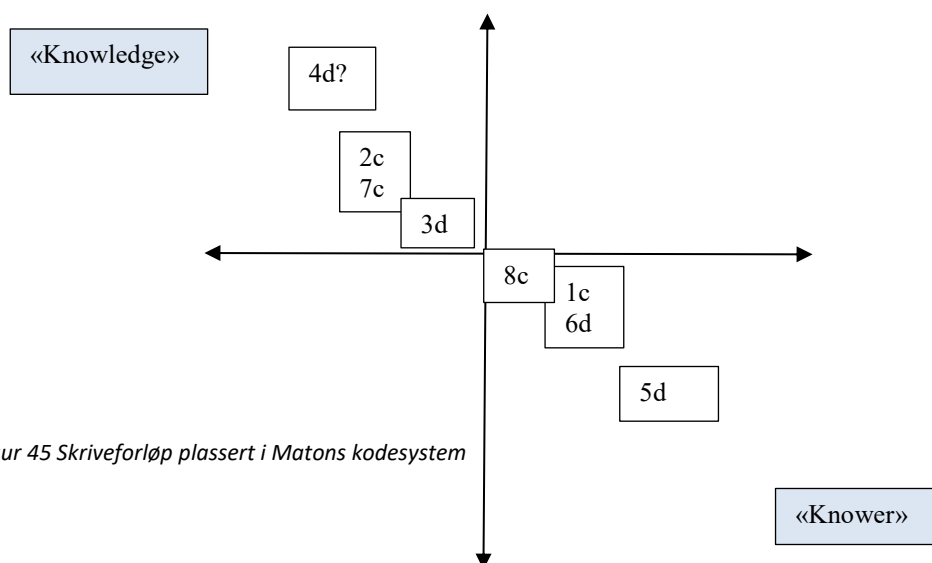 «Knowledge»
4d?
2c
7c
3d
8c
1c
6d
5d
ur 45 Skriveforløp plassert i Matons kodesystem
«Knower»